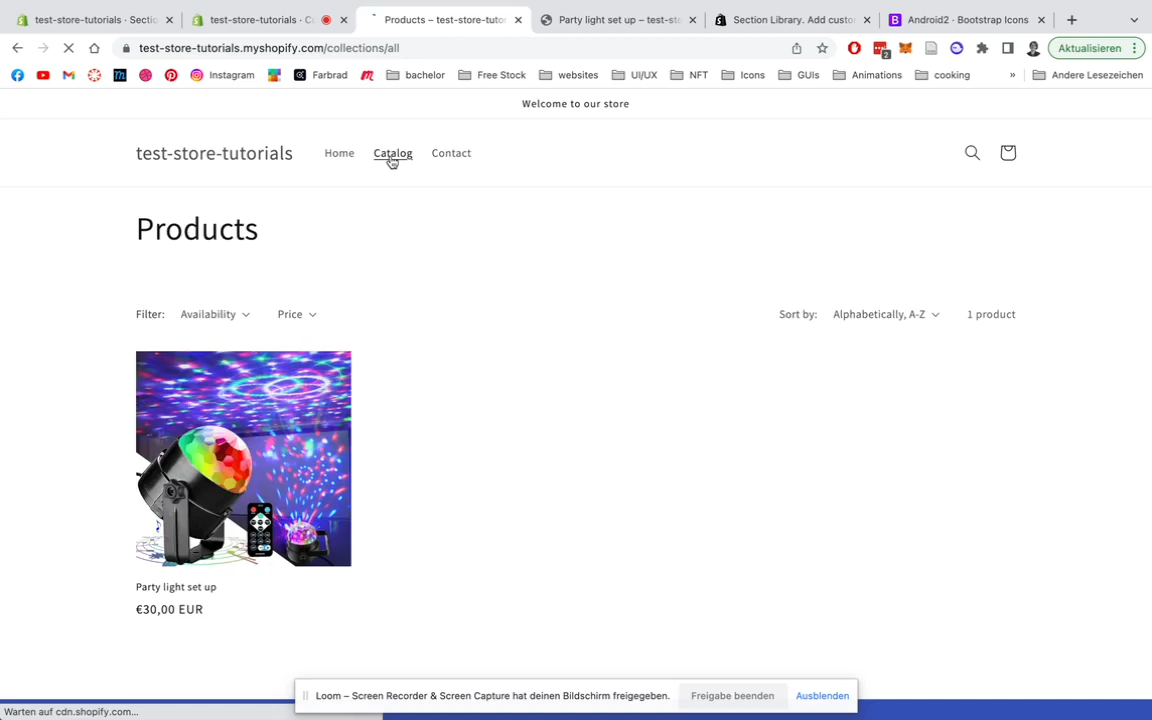 test-store-tutorials · Sectio
test-store-tutorials · Cu
Products – test-store-tutor
Party light set up – test-sto
Section Library. Add custo
Android2 · Bootstrap Icons
test-store-tutorials.myshopify.com/collections/all
2
Aktualisieren
Instagram
Farbrad
bachelor
Free Stock
websites
UI/UX
NFT
Icons
GUIs
Animations
cooking
»
Andere Lesezeichen
Welcome to our store
test-store-tutorials
Home
Catalog
Contact
Products
Filter:
Availability
Price
Sort by:
Alphabetically, A-Z
1 product
Party light set up
€30,00 EUR
Loom – Screen Recorder & Screen Capture hat deinen Bildschirm freigegeben.
Freigabe beenden
Ausblenden
Warten auf cdn.shopify.com...